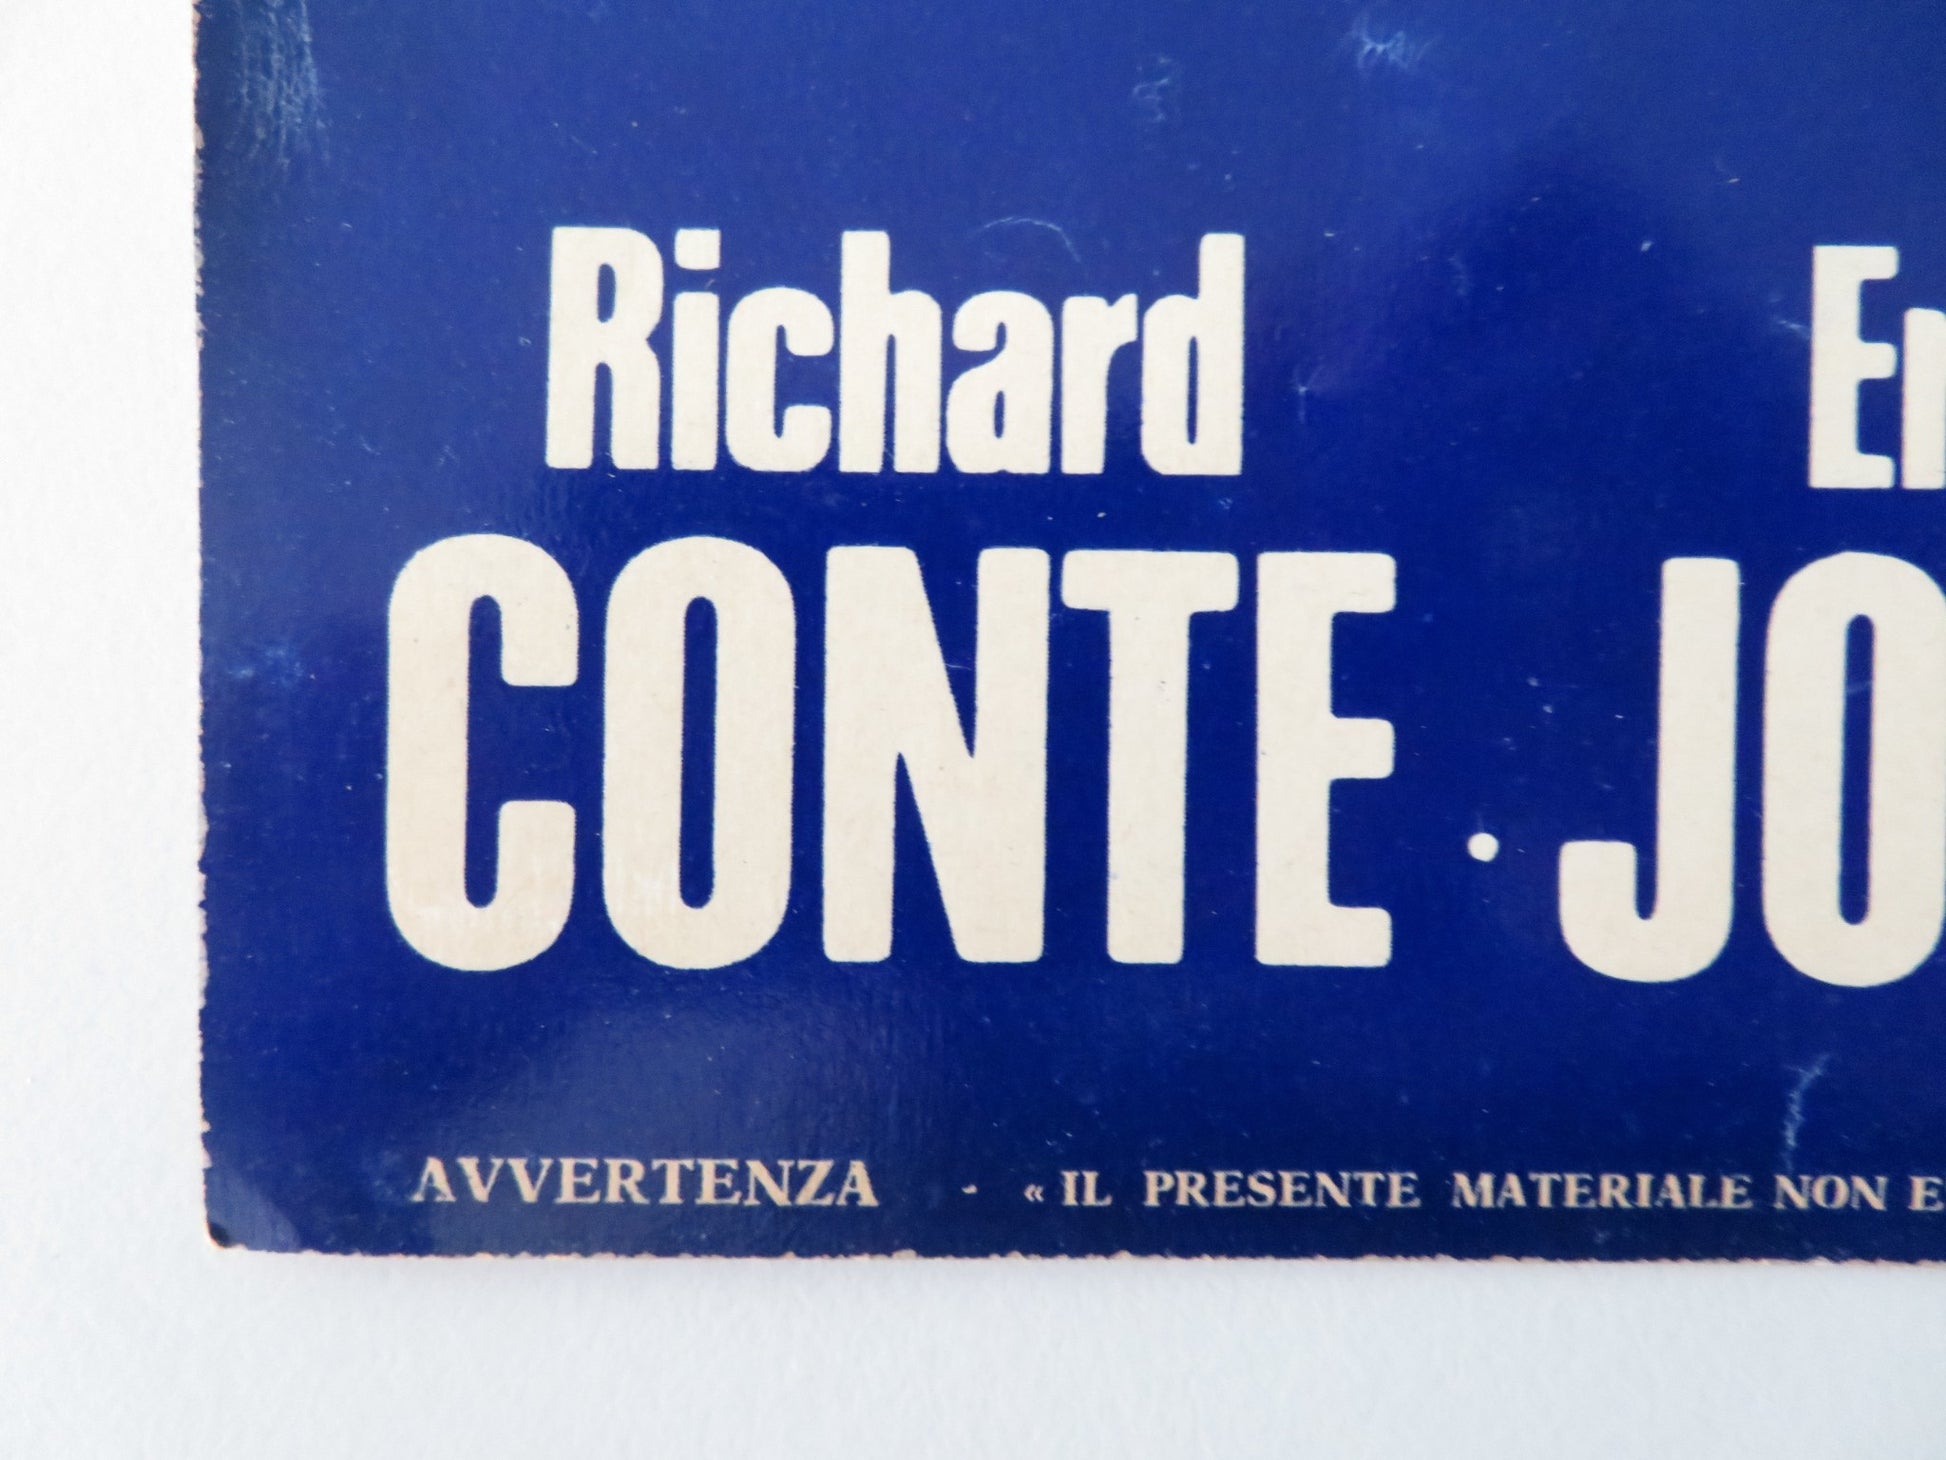 Richard
CONTE · JO
AVVERTENZA - « IL PRESENTE MATERIALE NON E